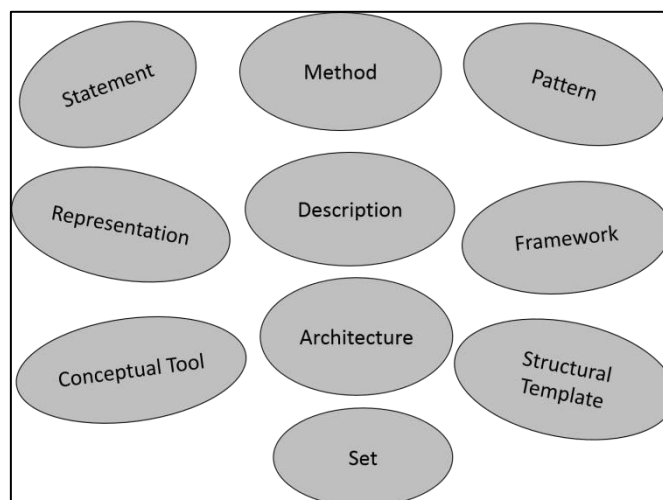 Statement
Method
Pattern
Representation
Description
Framework
Conceptual Tool
Architecture
Structural
Template
Set